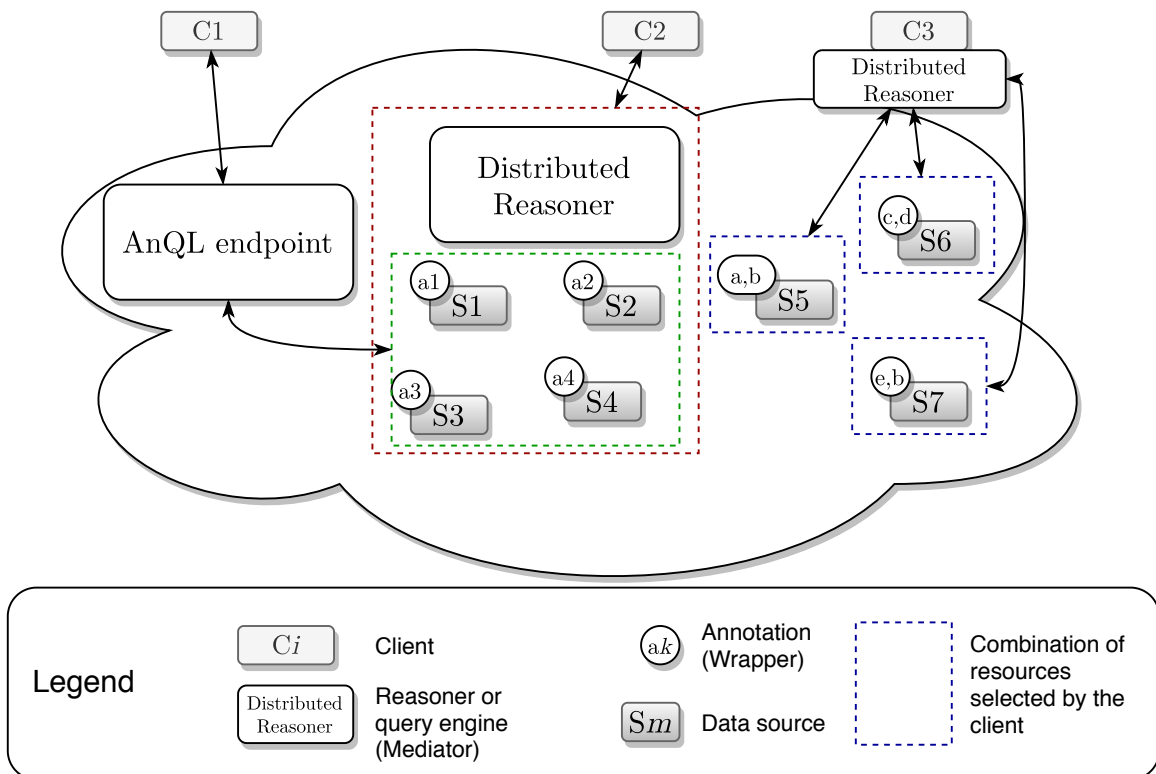 C1
C2
C3
Distributed
Reasoner
Distributed
Reasoner
AnQL endpoint
a1
S1
a2
S2
a3
S3
a4
S4
a,b
S5
c,d
S6
e,b
S7
Legend
Ci
Client
Distributed
Reasoner
Reasoner or
query engine
(Mediator)
ak
Annotation
(Wrapper)
Sm
Data source
Combination of
resources
selected by the
client